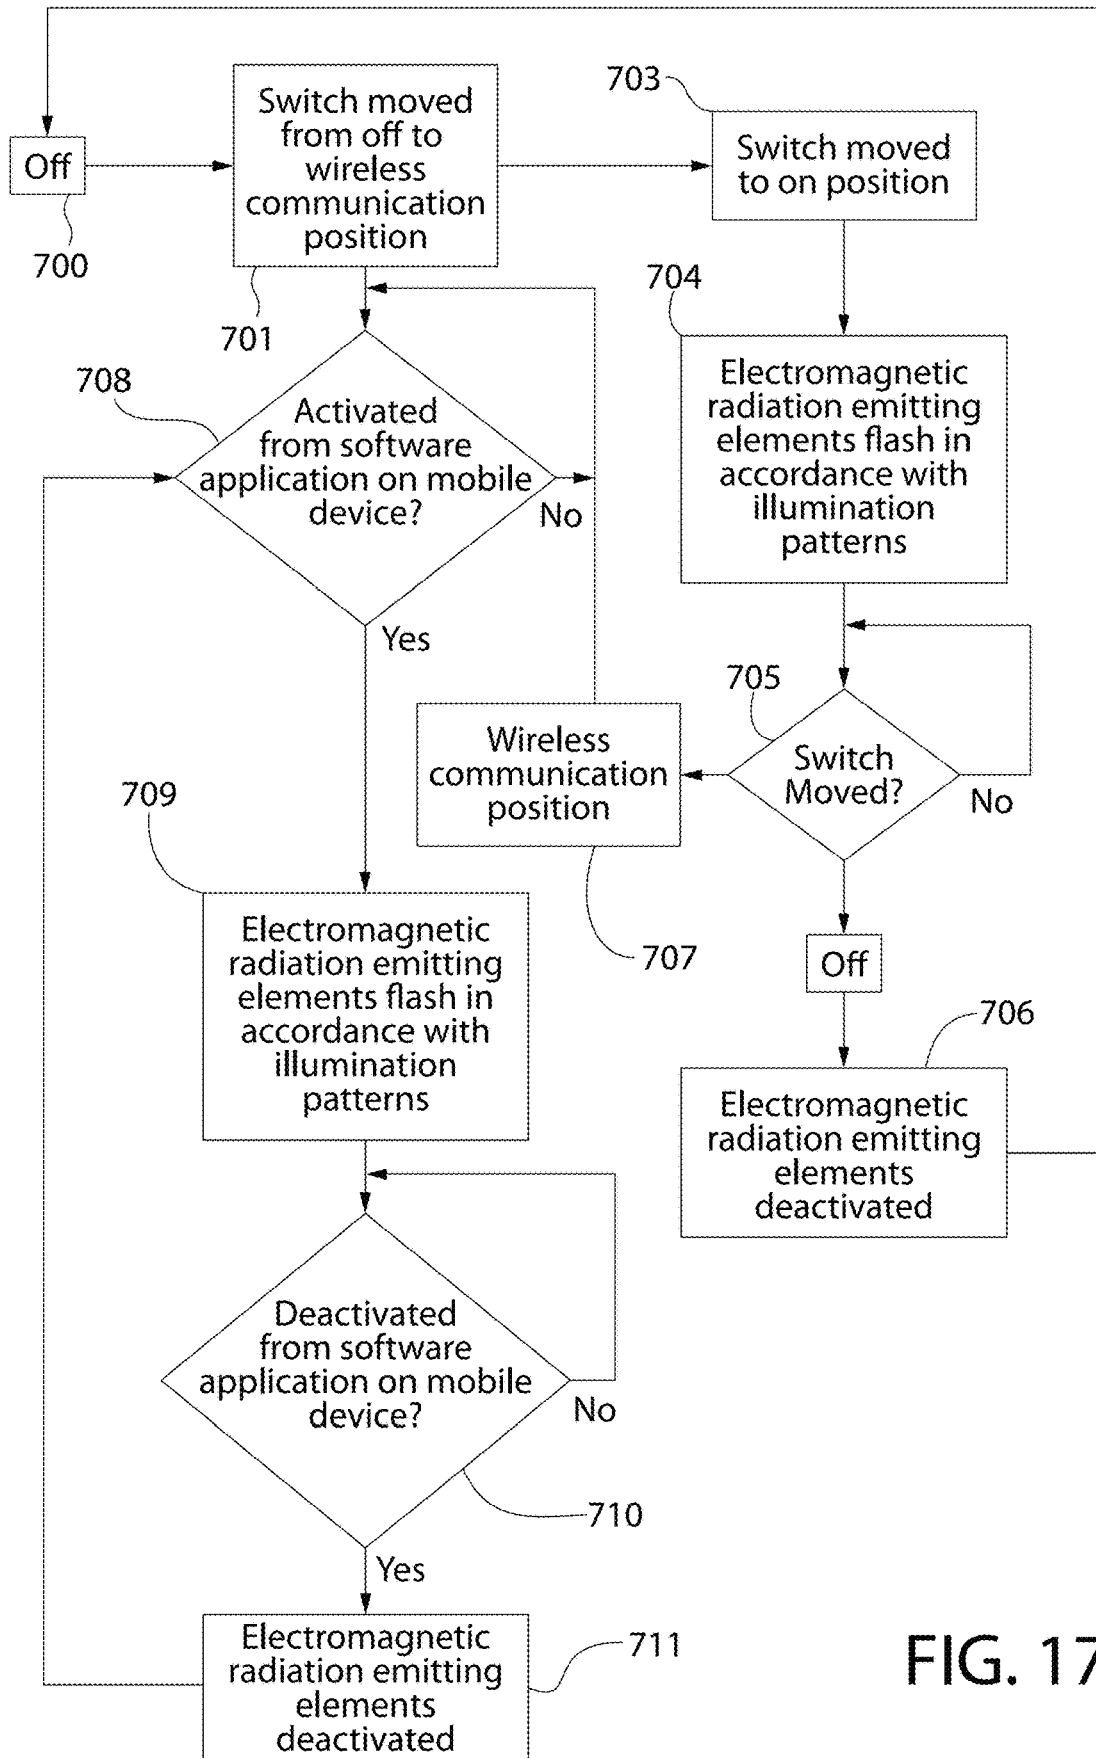 703
Switch moved
from off to
wireless
communication
position
Off
Switch moved
to on position
700
701
704
708
Activated
from software
application on mobile
device?
No
Yes
Electromagnetic
radiation emitting
elements flash in
accordance with
illumination
patterns
705
Switch
Moved?
No
Wireless
communication
position
707
709
Electromagnetic
radiation emitting
elements flash in
accordance with
illumination
patterns
Off
706
Electromagnetic
radiation emitting
elements
deactivated
Deactivated
from software
application on mobile
device?
No
710
Yes
Electromagnetic
radiation emitting
elements
deactivated
711
FIG. 17